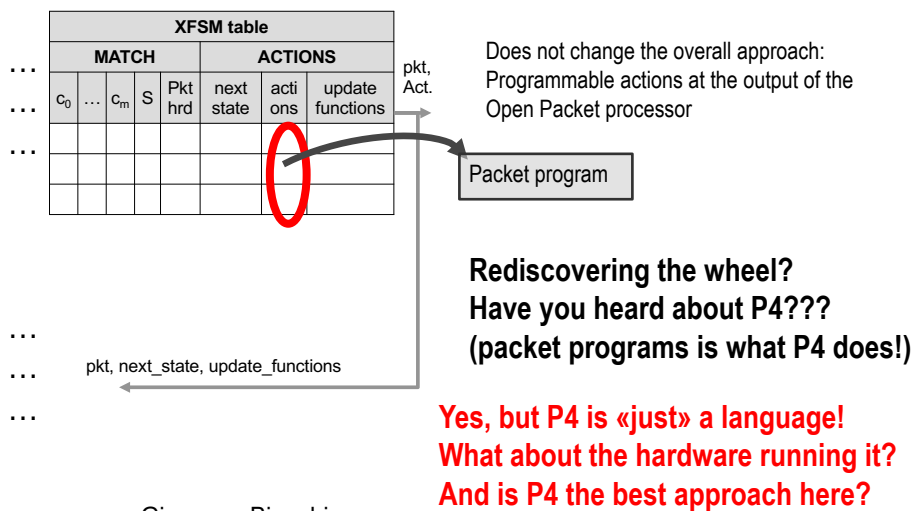 XFSM table
MATCH ACTIONS
c0 … cm S Pkt hrd next state acti ons update functions
pkt, Act.
…
…
…
Does not change the overall approach:
Programmable actions at the output of the
Open Packet processor
Packet program
Rediscovering the wheel?
Have you heard about P4???
(packet programs is what P4 does!)
…
…
…
pkt, next_state, update_functions
Yes, but P4 is «just» a language!
What about the hardware running it?
And is P4 the best approach here?